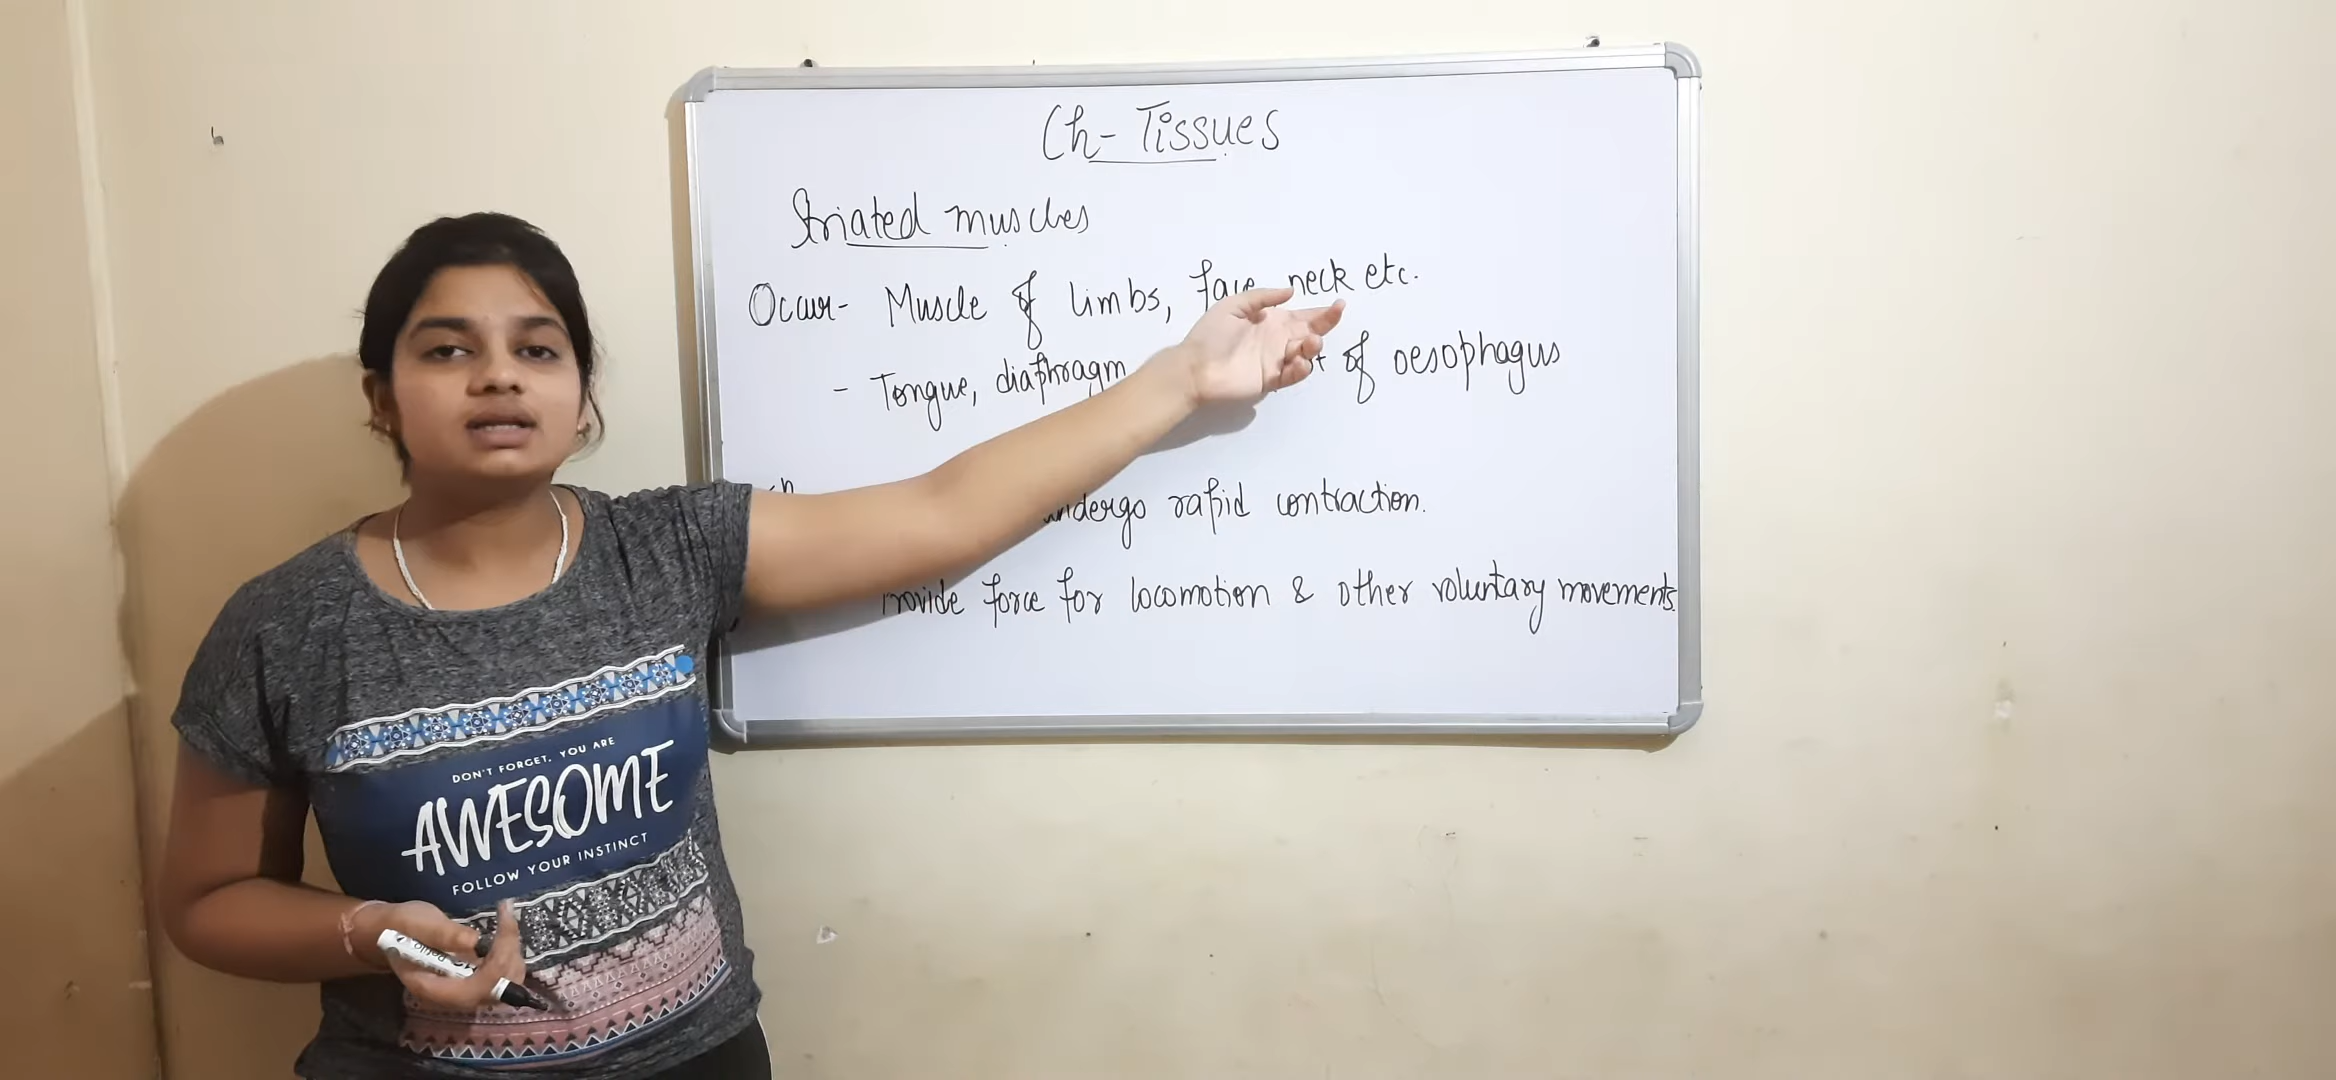 Ch- Tissues
Striated muscles
Occur- Muscle of limbs, face, neck etc.
- Tongue, diaphragm of oesophagus
undergo rapid contraction.
Provide force for locomotion & other voluntary movements.
DON'T FORGET, YOU ARE
AWESOME
FOLLOW YOUR INSTINCT